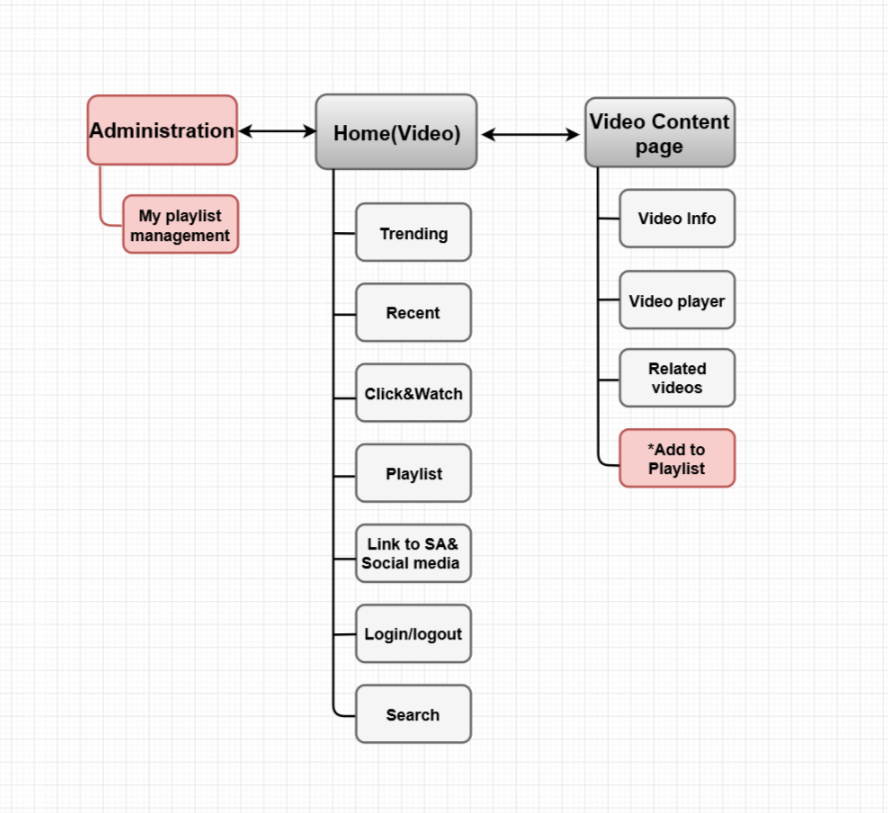 Administration
My playlist
management
Home(Video)
Trending
Recent
Click&Watch
Playlist
Link to SA&
Social media
Login/logout
Search
Video Content
page
Video Info
Video player
Related
videos
*Add to
Playlist